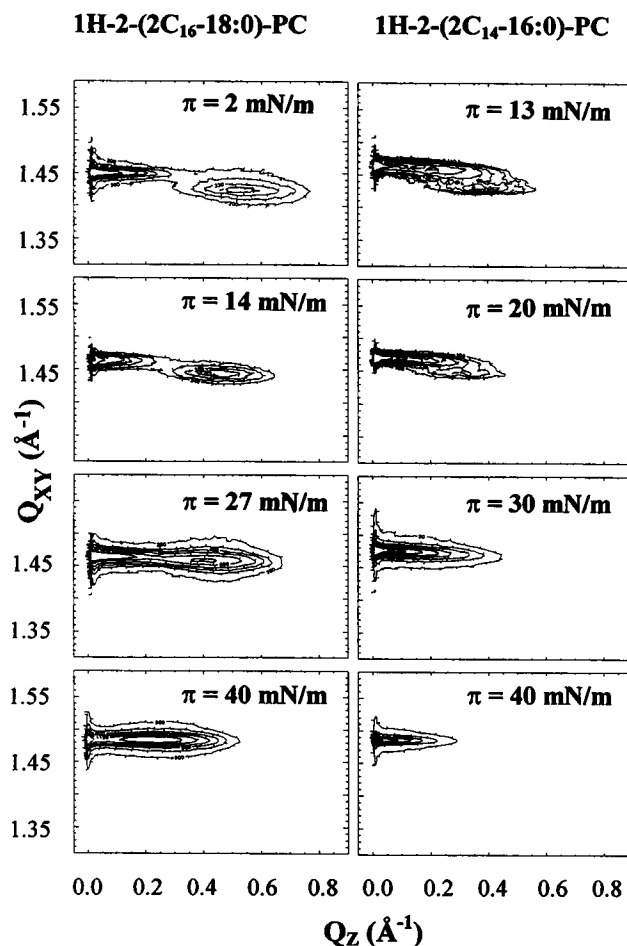 1H-2-(2C16-18:0)-PC 1H-2-(2C14-16:0)-PC
π = 2 mN/m
π = 13 mN/m
1.59
1.45
1.35
π = 14 mN/m
π = 20 mN/m
1.59
1.45
π = 27 mN/m
π = 30 mN/m
1.45
1.35
π = 40 mN/m
π = 40 mN/m
1.59
1.45
1.35
QXY (Å-1)
0.0 0.2 0.4 0.6 0.8 0.0 0.2 0.4 0.6 0.8
QZ (Å-1)